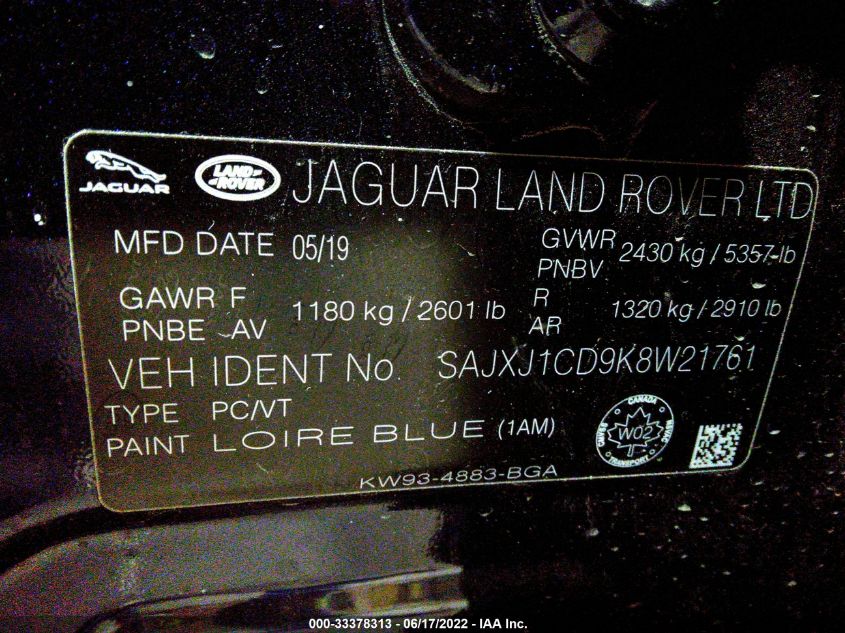 JAGUAR
LAND ROVER
JAGUAR LAND ROVER LTD
MFD DATE 05/19
GVWR PNBV 2430 kg / 5357 lb
GAWR F PNBE AV 1180 kg / 2601 lb
R AR 1320 kg / 2910 lb
VEH IDENT No SAJXJ1CD9K8W21761
TYPE PC/VT
PAINT LOIRE BLUE (1AM)
CANADA
W02
TRANSPORT
KW93-4883-BGA
000-33378313 - 06/17/2022 - IAA Inc.